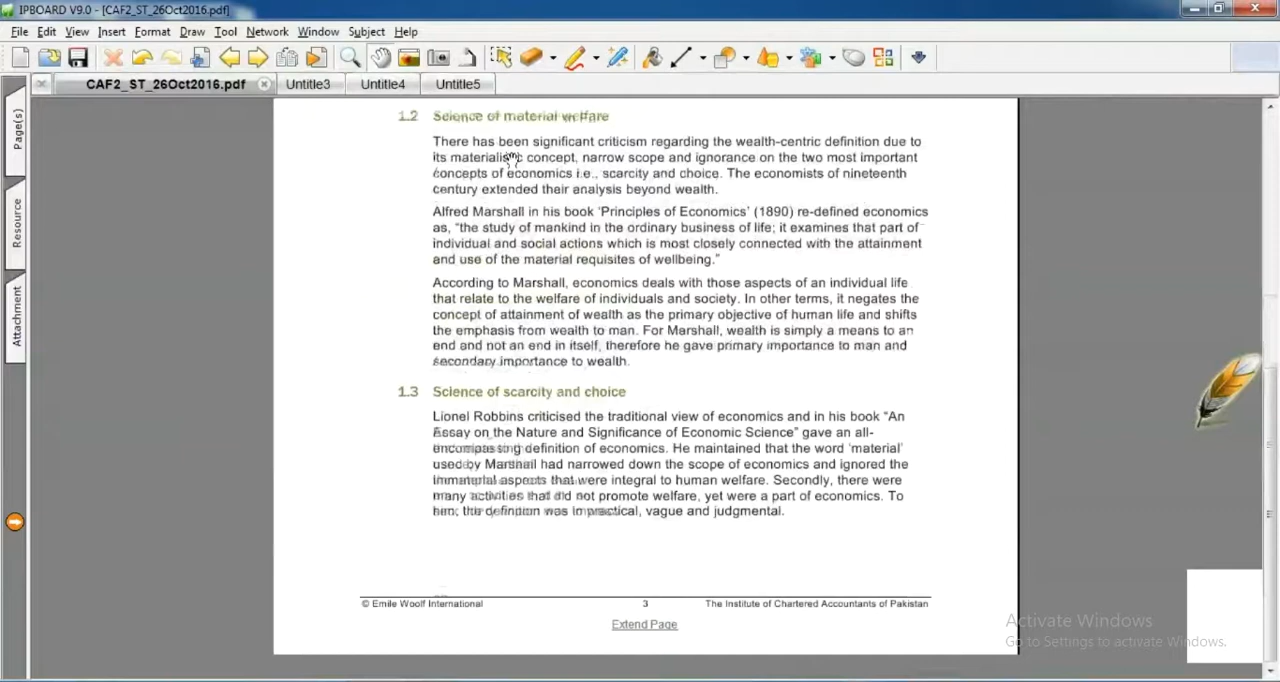 IPBOARD V9.0 - [CAF2_ST_26Oct2016.pdf]
File Edit View Insert Format Draw Tool Network Window Subject Help
CAF2_ST_26Oct2016.pdf Untitle3 Untitle4 Untitle5
Page(s)
Resource
Attachment
1.2 Science of material welfare
There has been significant criticism regarding the wealth-centric definition due to
its materialistic concept, narrow scope and ignorance on the two most important
concepts of economics i.e., scarcity and choice. The economists of nineteenth
century extended their analysis beyond wealth.
Alfred Marshall in his book 'Principles of Economics' (1890) re-defined economics
as, "the study of mankind in the ordinary business of life; it examines that part of
individual and social actions which is most closely connected with the attainment
and use of the material requisites of wellbeing."
According to Marshall, economics deals with those aspects of an individual life
that relate to the welfare of individuals and society. In other terms, it negates the
concept of attainment of wealth as the primary objective of human life and shifts
the emphasis from wealth to man. For Marshall, wealth is simply a means to an
end and not an end in itself, therefore he gave primary importance to man and
secondary importance to wealth.
1.3 Science of scarcity and choice
Lionel Robbins criticised the traditional view of economics and in his book "An
Essay on the Nature and Significance of Economic Science" gave an all-
encompassing definition of economics. He maintained that the word 'material'
used by Marshall had narrowed down the scope of economics and ignored the
immaterial aspects that were integral to human welfare. Secondly, there were
many activities that did not promote welfare, yet were a part of economics. To
him, the definition was impractical, vague and judgmental.
© Emile Woolf International 3 The Institute of Chartered Accountants of Pakistan
Extend Page
Activate Windows
Go to Settings to activate Windows.